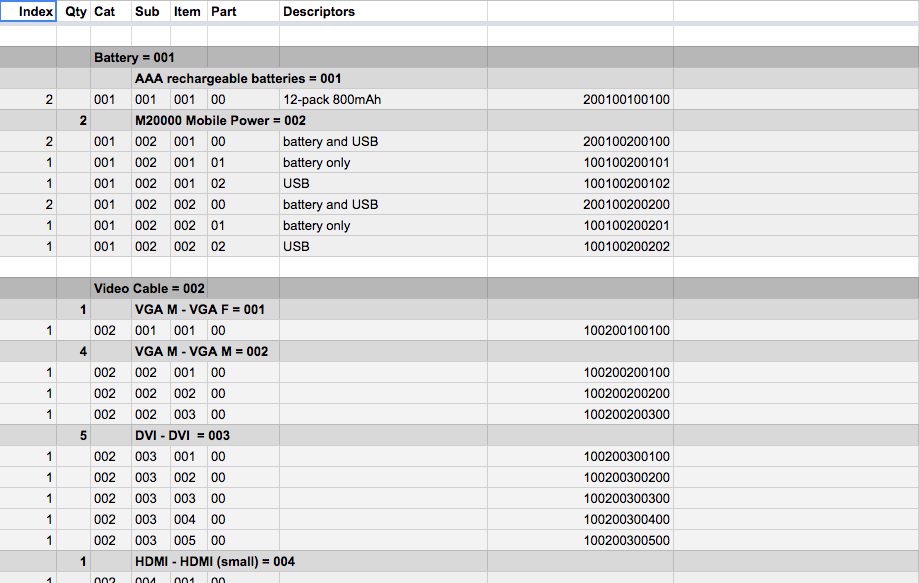 Index Qty Cat Sub Item Part Descriptors
Battery = 001
AAA rechargeable batteries = 001
2 001 001 001 00 12-pack 800mAh 200100100100
2 M20000 Mobile Power = 002
2 001 002 001 00 battery and USB 200100200100
1 001 002 001 01 battery only 100100200101
1 001 002 001 02 USB 100100200102
2 001 002 002 00 battery and USB 200100200200
1 001 002 002 01 battery only 100100200201
1 001 002 002 02 USB 100100200202
Video Cable = 002
1 VGA M - VGA F = 001
1 002 001 001 00 100200100100
4 VGA M - VGA M = 002
1 002 002 001 00 100200200100
1 002 002 002 00 100200200200
1 002 002 003 00 100200200300
5 DVI - DVI = 003
1 002 003 001 00 100200300100
1 002 003 002 00 100200300200
1 002 003 003 00 100200300300
1 002 003 004 00 100200300400
1 002 003 005 00 100200300500
1 HDMI - HDMI (small) = 004
1 002 004 001 00